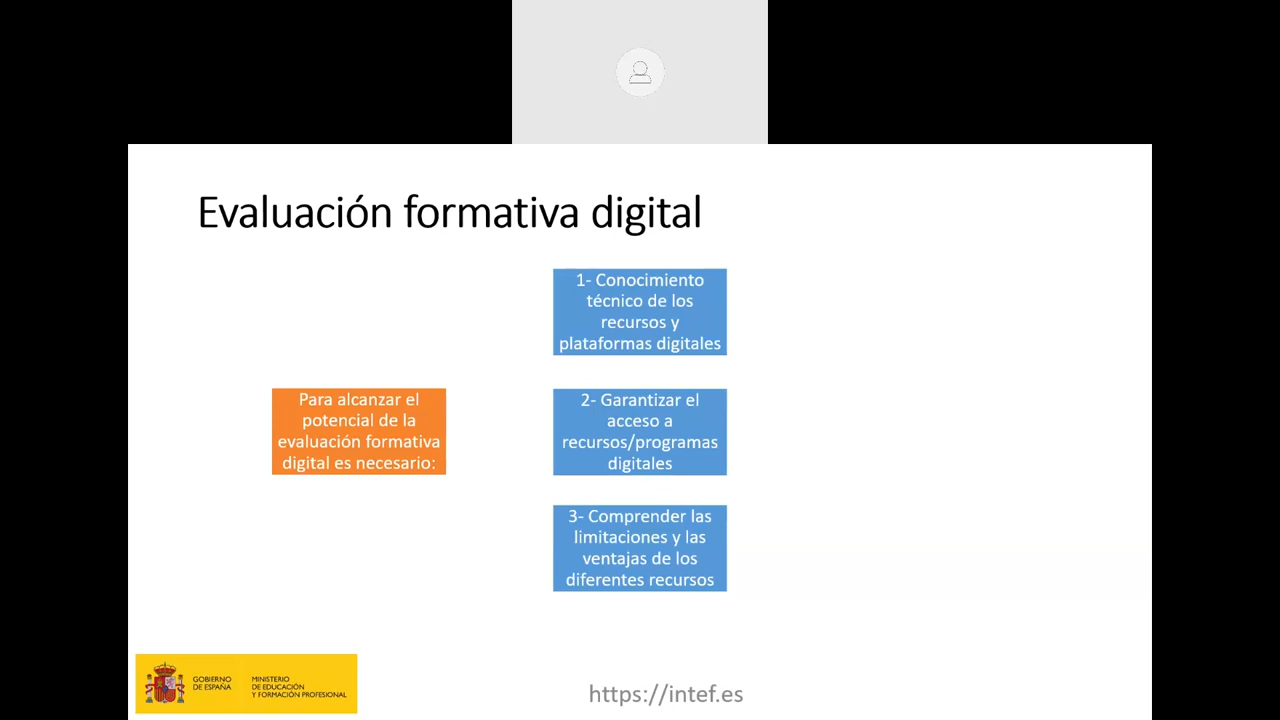 Evaluación formativa digital
1- Conocimiento
técnico de los
recursos y
plataformas digitales
Para alcanzar el
potencial de la
evaluación formativa
digital es necesario:
2- Garantizar el
acceso a
recursos/programas
digitales
3- Comprender las
limitaciones y las
ventajas de los
diferentes recursos
GOBIERNO
DE ESPAÑA
MINISTERIO
DE EDUCACIÓN
Y FORMACIÓN PROFESIONAL
https://intef.es